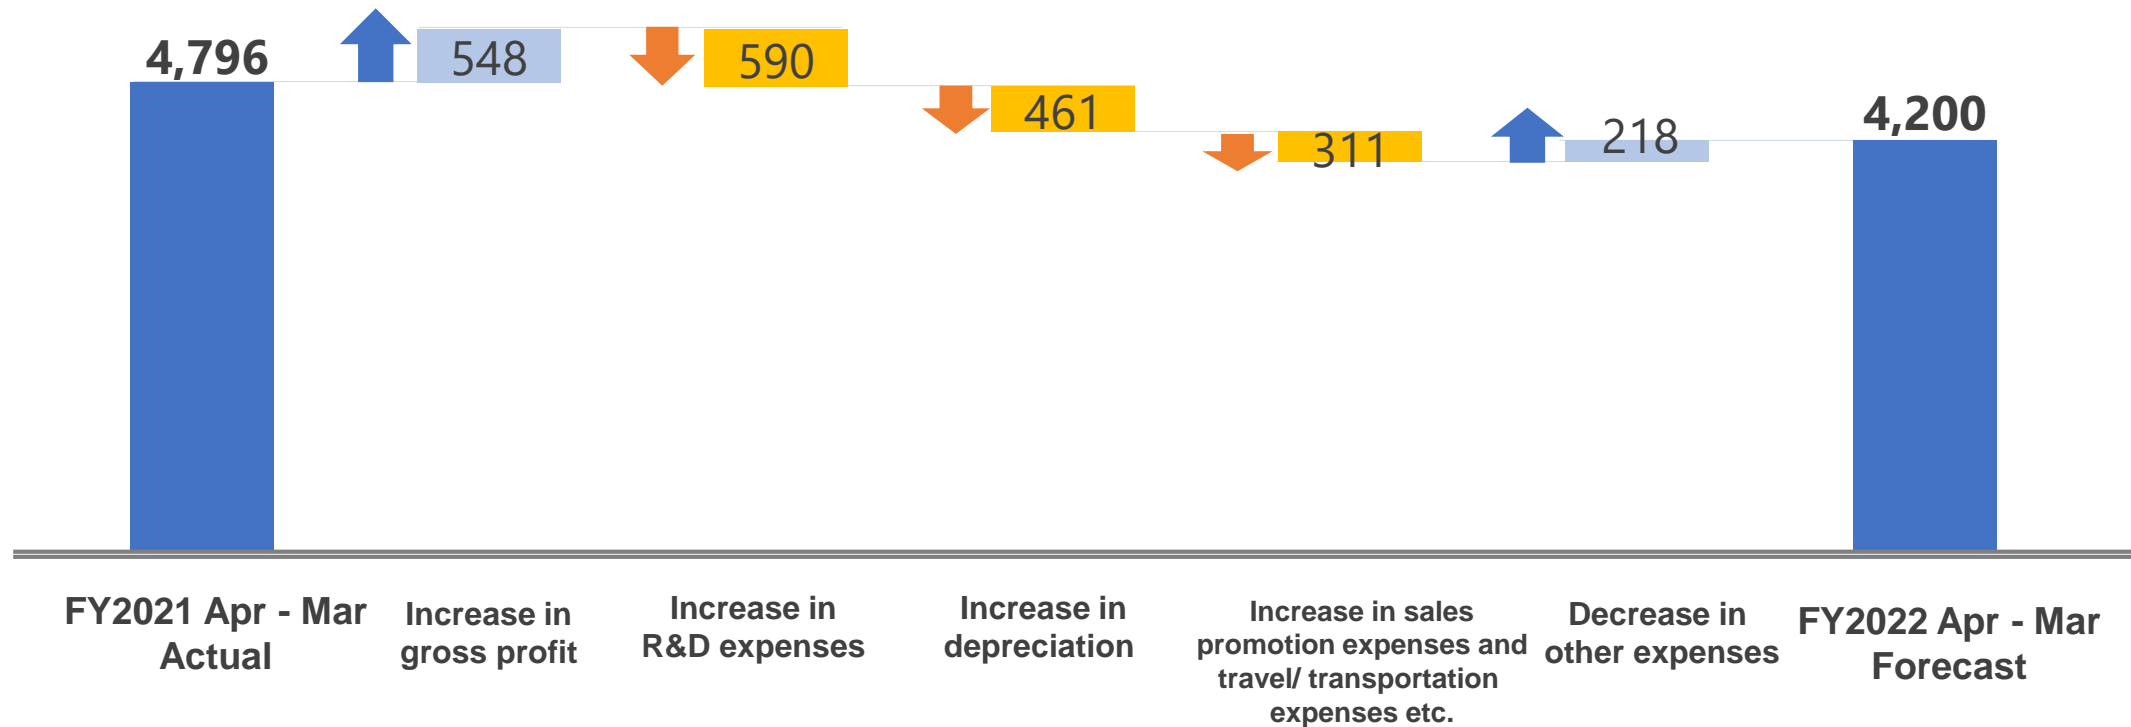 4,796
548
590
461
311
218
4,200
FY2021 Apr - Mar
Actual
Increase in
gross profit
Increase in
R&D expenses
Increase in
depreciation
Increase in sales
promotion expenses and
travel/ transportation
expenses etc.
Decrease in
other expenses
FY2022 Apr - Mar
Forecast